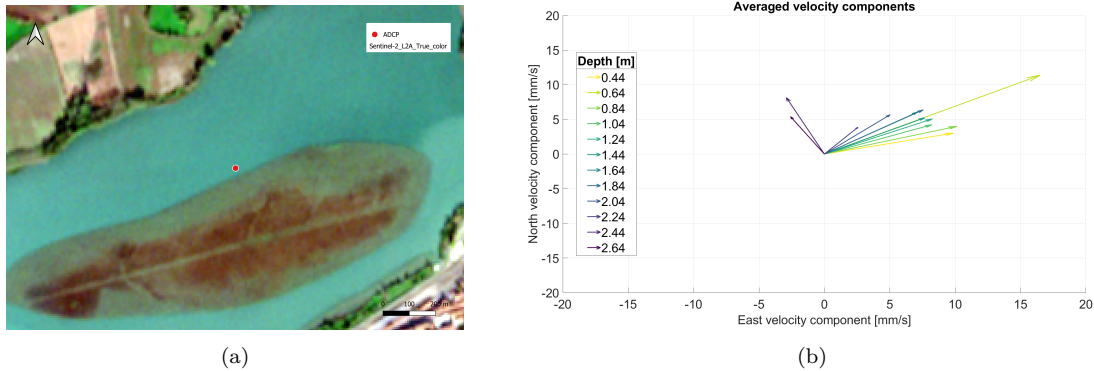 ADCP
Sentinel-2_L2A_True_color
0 100 200 m
(a)
Averaged velocity components
North velocity component [mm/s]
20
15
10
5
0
-5
-10
-15
-20
Depth [m]
0.44
0.64
0.84
1.04
1.24
1.44
1.64
1.84
2.04
2.24
2.44
2.64
-20 -15 -10 -5 0 5 10 15 20
East velocity component [mm/s]
(b)